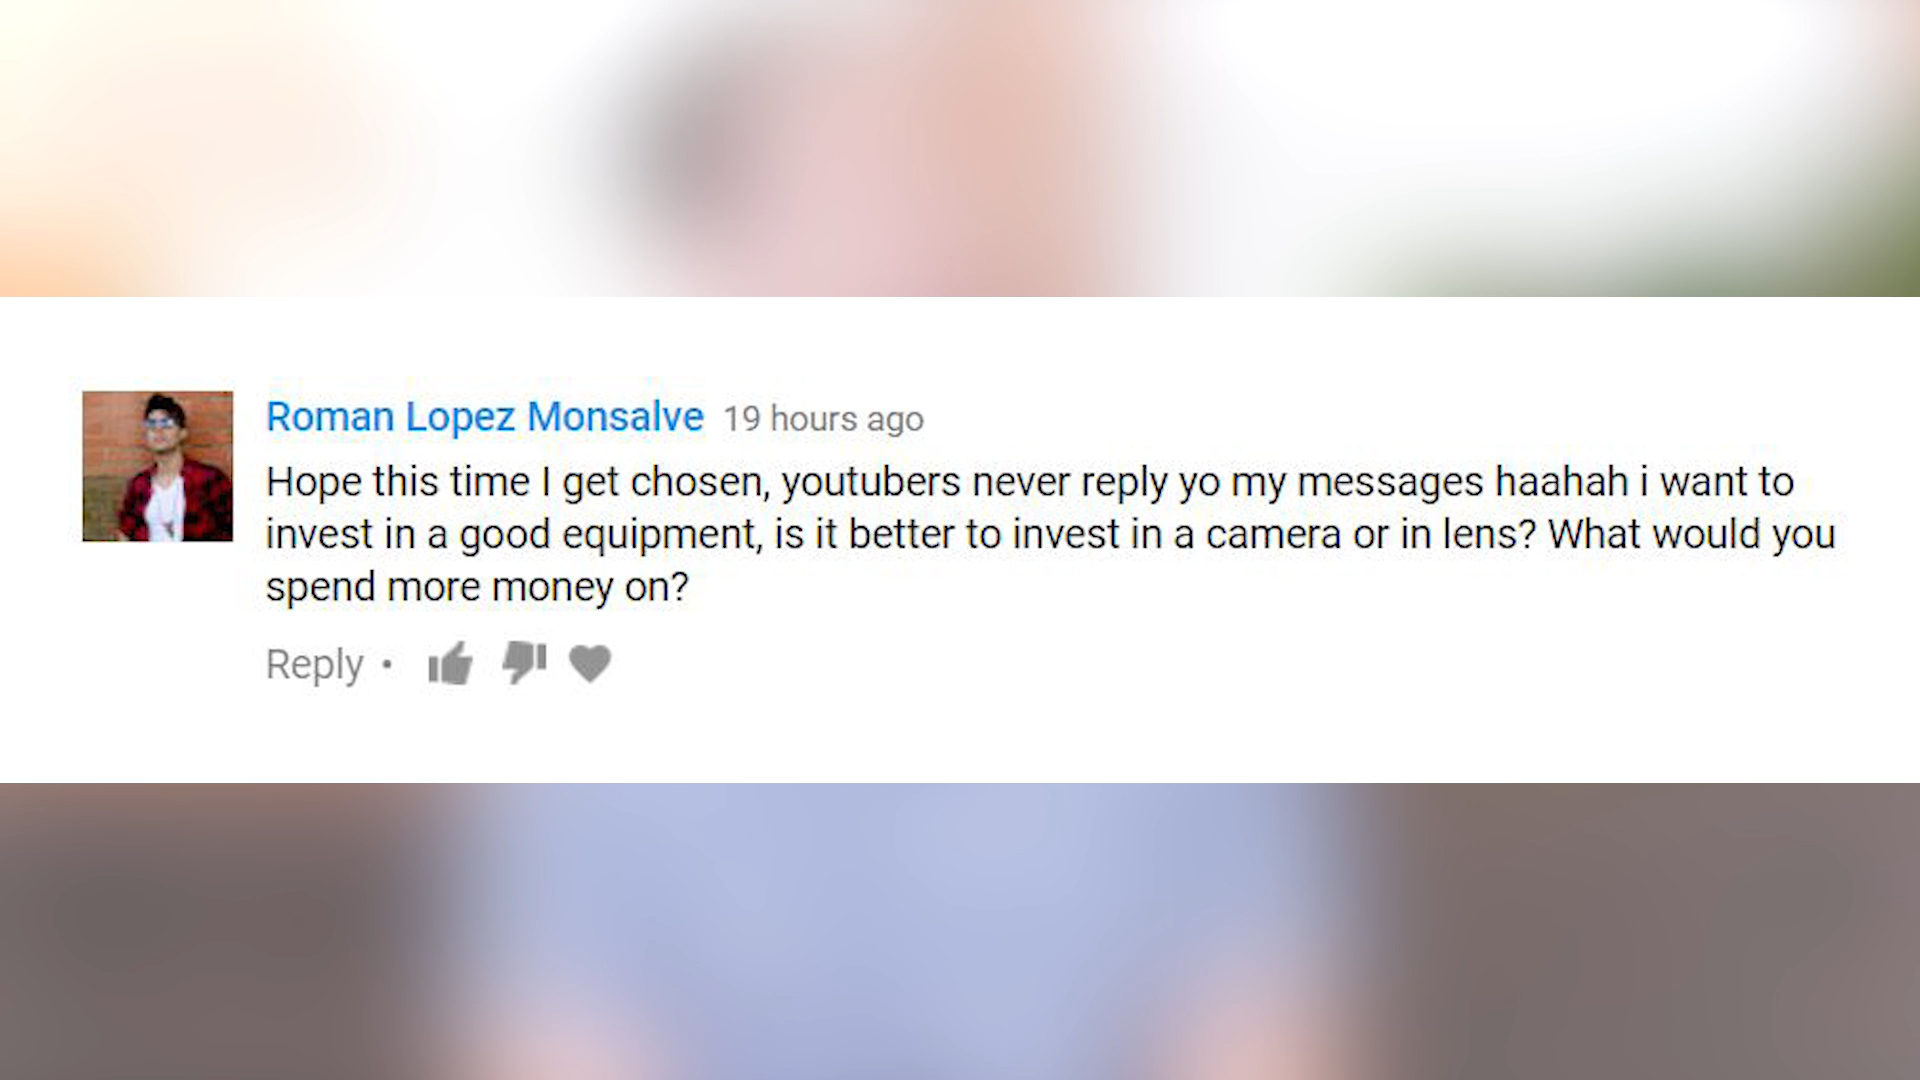 Roman Lopez Monsalve 19 hours ago
Hope this time I get chosen, youtubers never reply yo my messages haahah i want to
invest in a good equipment, is it better to invest in a camera or in lens? What would you
spend more money on?
Reply •